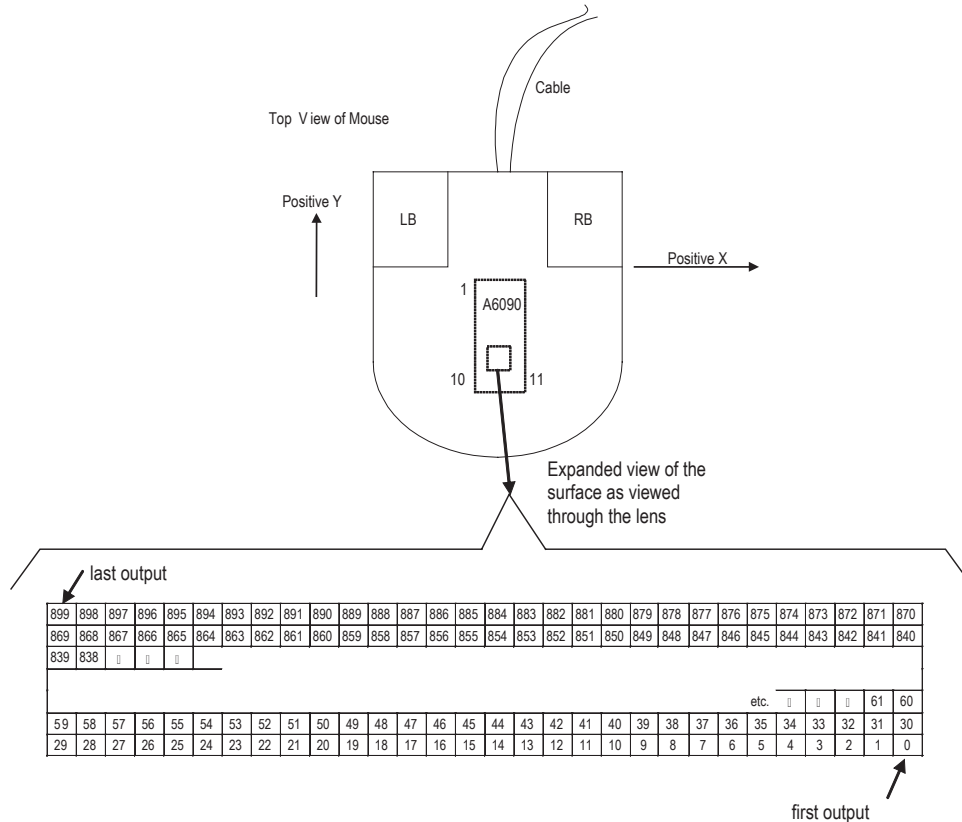 Cable
Top View of Mouse
Positive Y
LB
RB
Positive X
1
A6090
10
11
Expanded view of the
surface as viewed
through the lens
last output
899 898 897 896 895 894 893 892 891 890 889 888 887 886 885 884 883 882 881 880 879 878 877 876 875 874 873 872 871 870
869 868 867 866 865 864 863 862 861 860 859 858 857 856 855 854 853 852 851 850 849 848 847 846 845 844 843 842 841 840
839 838
etc. 61 60
59 58 57 56 55 54 53 52 51 50 49 48 47 46 45 44 43 42 41 40 39 38 37 36 35 34 33 32 31 30
29 28 27 26 25 24 23 22 21 20 19 18 17 16 15 14 13 12 11 10 9 8 7 6 5 4 3 2 1 0
first output